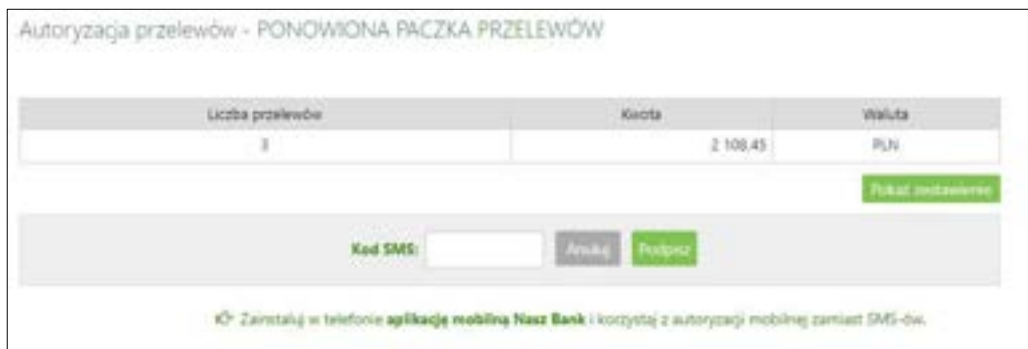 Autoryzacja przelewów - PONOWIONA PACZKA PRZELEWÓW
Liczba przelewów Kwota Waluta
3 2 108,45 PLN
Pokaż zestawienie
Kod SMS: Anuluj Podpisz
Zainstaluj w telefonie aplikację mobilną Nasz Bank i korzystaj z autoryzacji mobilnej zamiast SMS-ów.